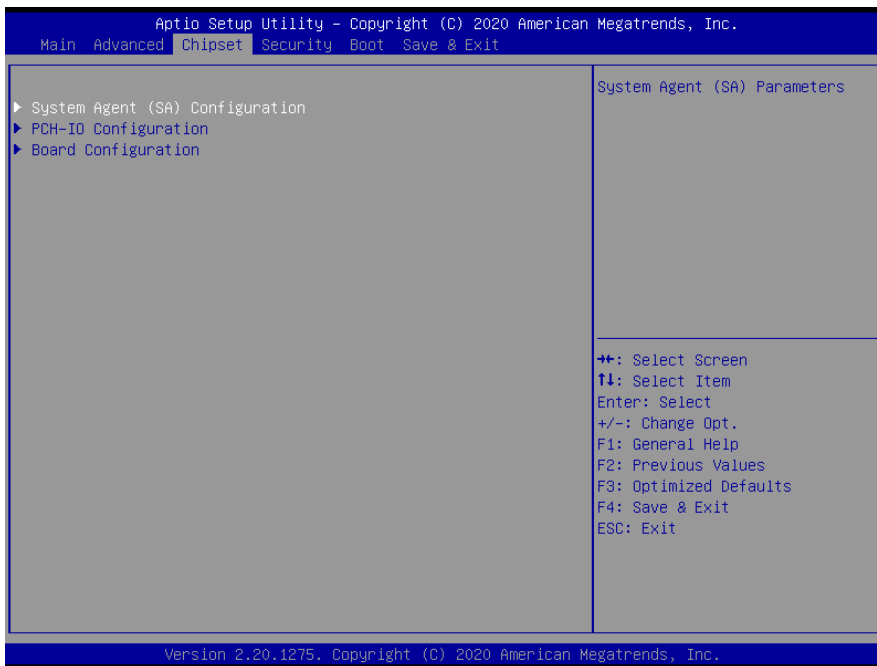 Aptio Setup Utility – Copyright (C) 2020 American Megatrends, Inc.
Main Advanced Chipset Security Boot Save & Exit
System Agent (SA) Configuration
PCH-IO Configuration
Board Configuration
System Agent (SA) Parameters
→←: Select Screen
↑↓: Select Item
Enter: Select
+/-: Change Opt.
F1: General Help
F2: Previous Values
F3: Optimized Defaults
F4: Save & Exit
ESC: Exit
Version 2.20.1275. Copyright (C) 2020 American Megatrends, Inc.